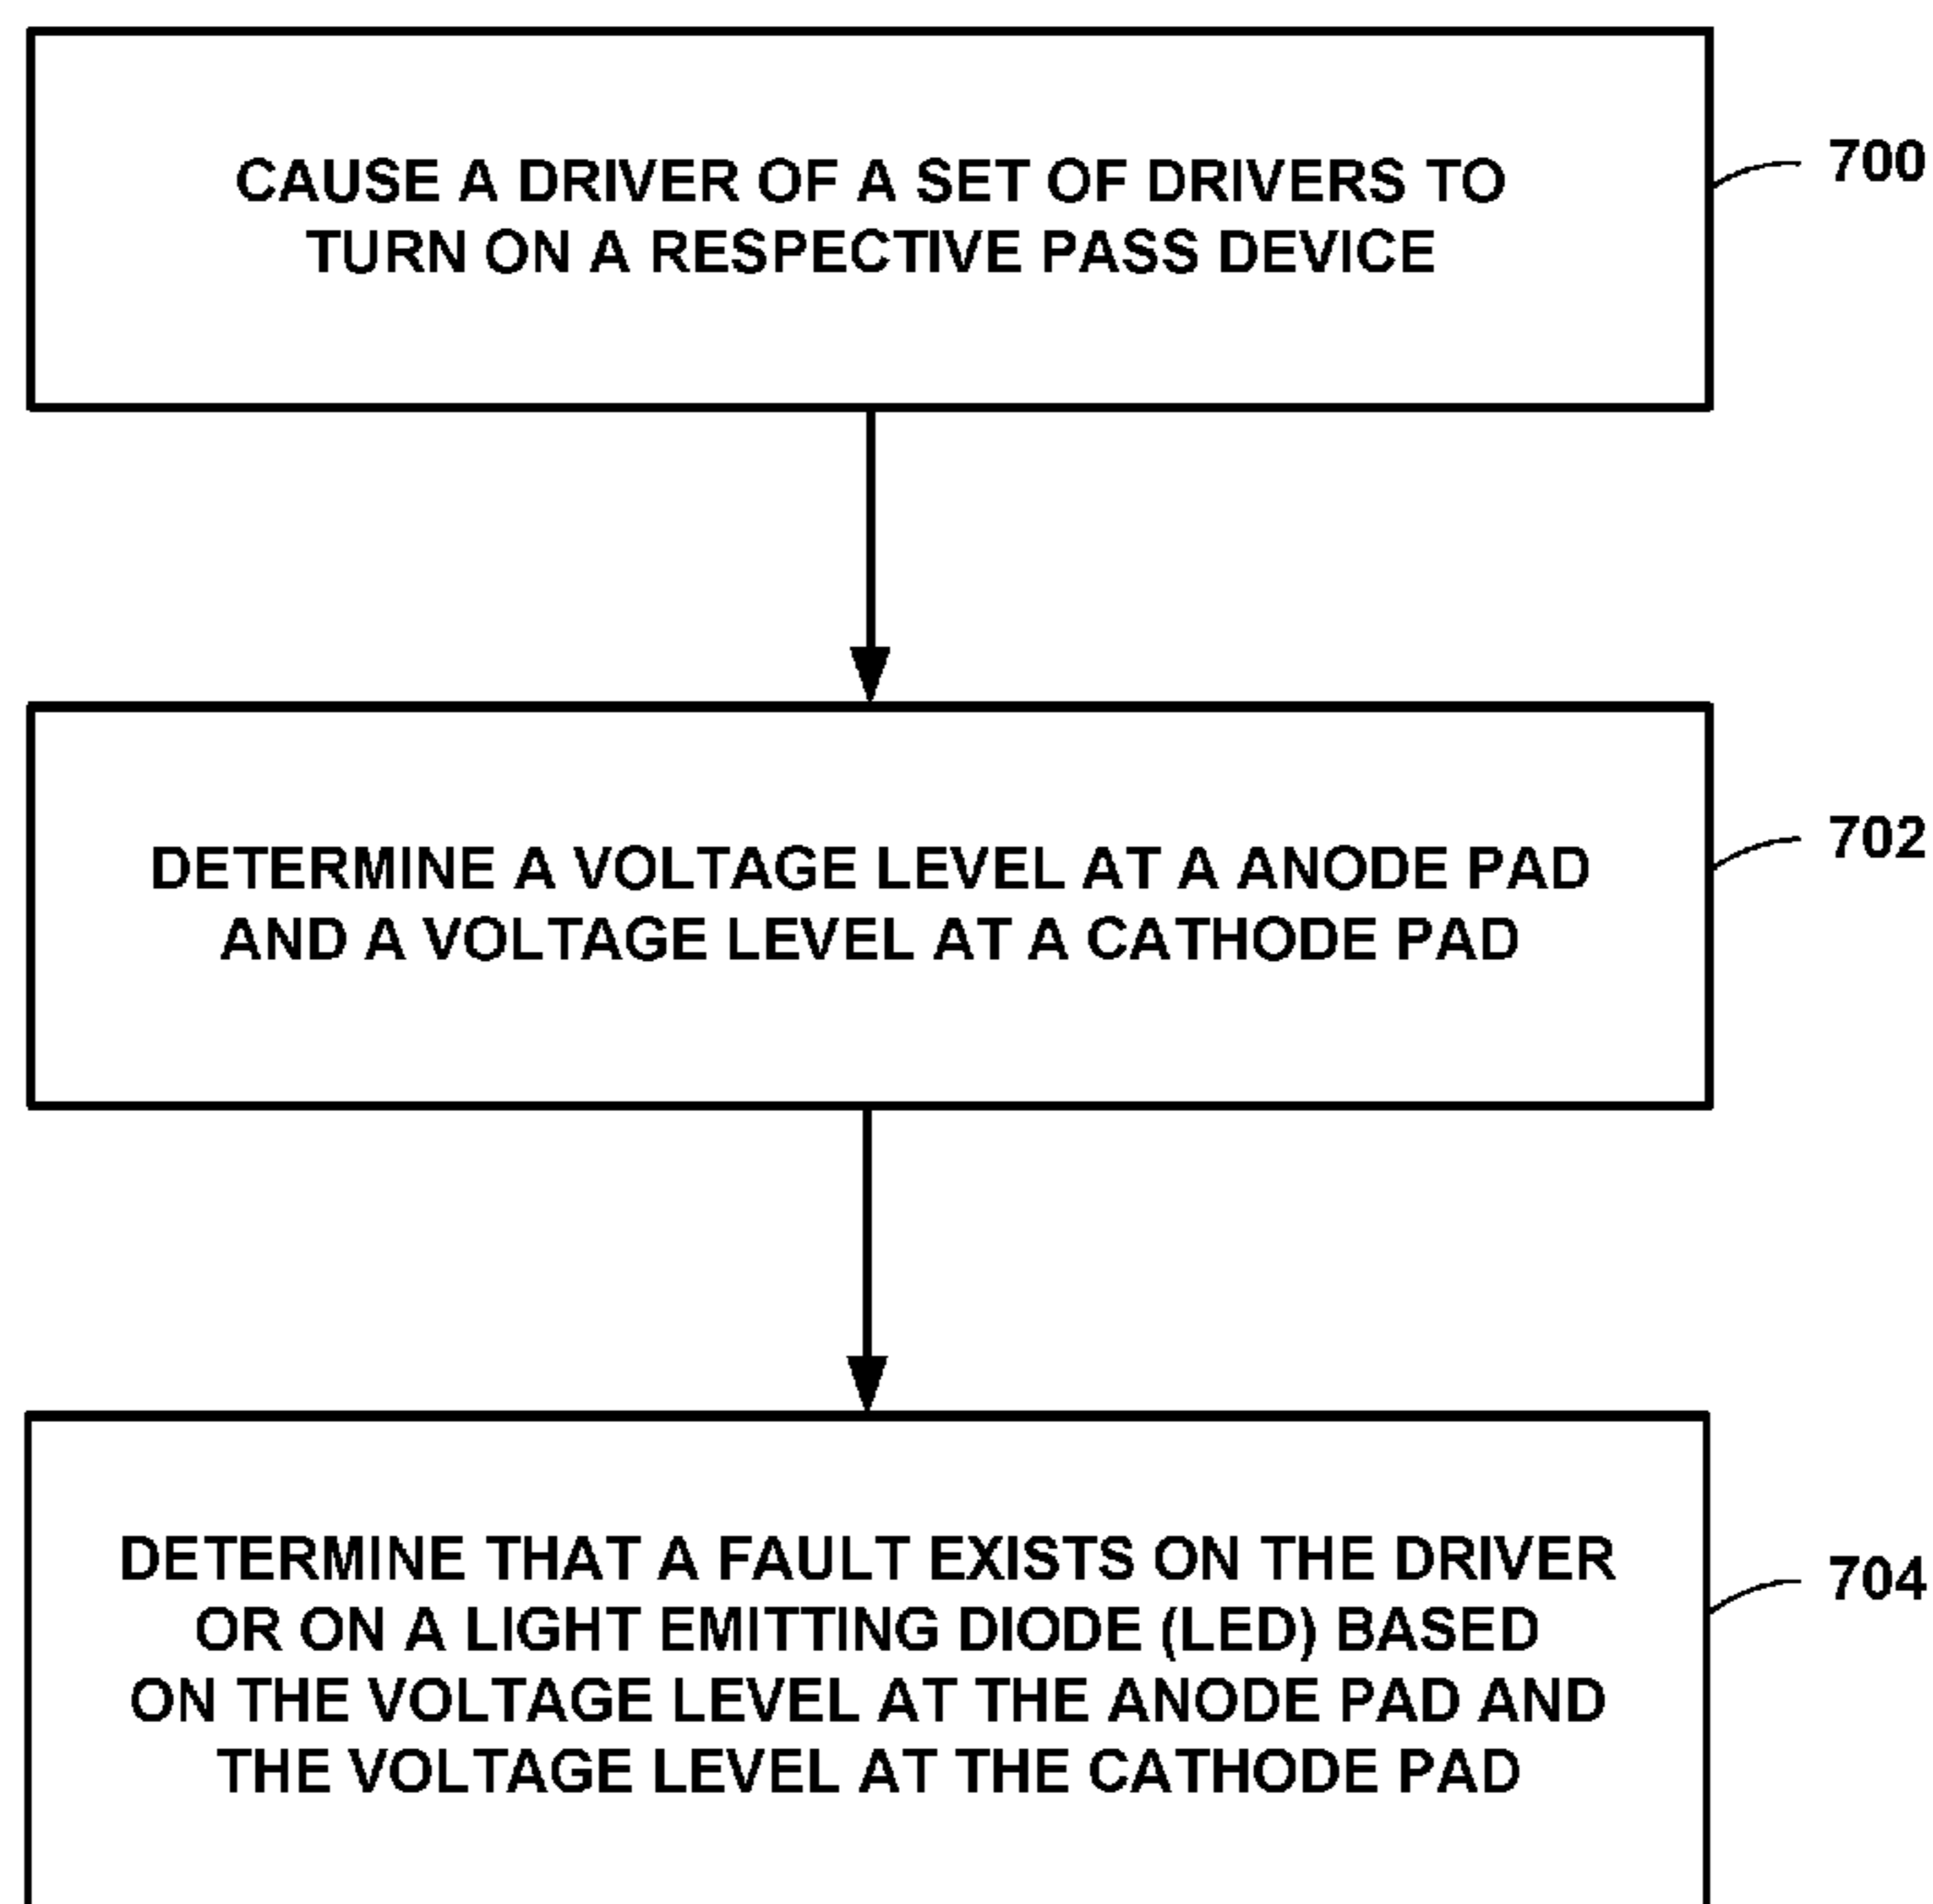 CAUSE A DRIVER OF A SET OF DRIVERS TO
TURN ON A RESPECTIVE PASS DEVICE
700
DETERMINE A VOLTAGE LEVEL AT A ANODE PAD
AND A VOLTAGE LEVEL AT A CATHODE PAD
702
DETERMINE THAT A FAULT EXISTS ON THE DRIVER
OR ON A LIGHT EMITTING DIODE (LED) BASED
ON THE VOLTAGE LEVEL AT THE ANODE PAD AND
THE VOLTAGE LEVEL AT THE CATHODE PAD
704